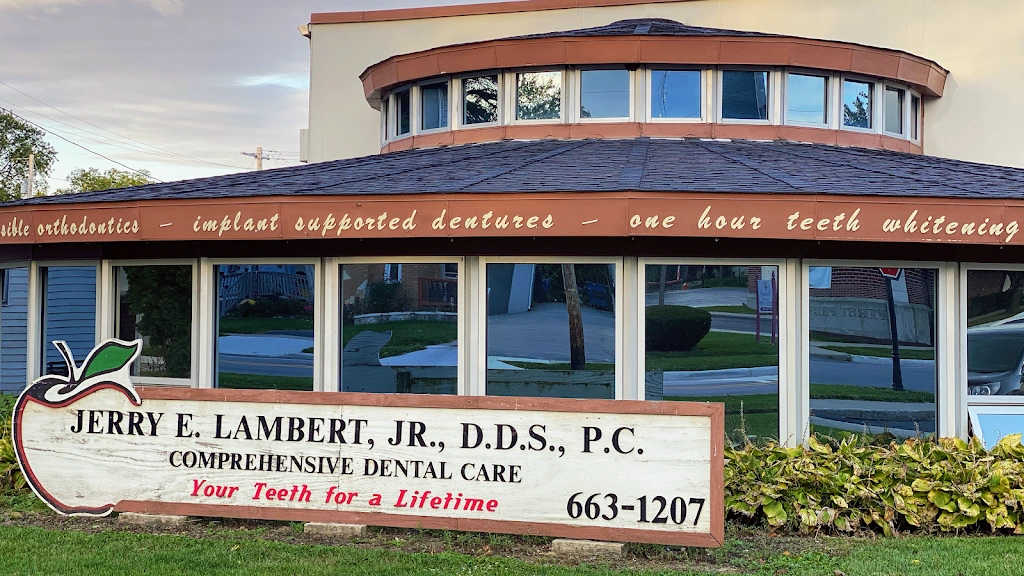 sible orthodontics – implant supported dentures – one hour teeth whitening
JERRY E. LAMBERT, JR., D.D.S., P.C.
COMPREHENSIVE DENTAL CARE
Your Teeth for a Lifetime
663-1207